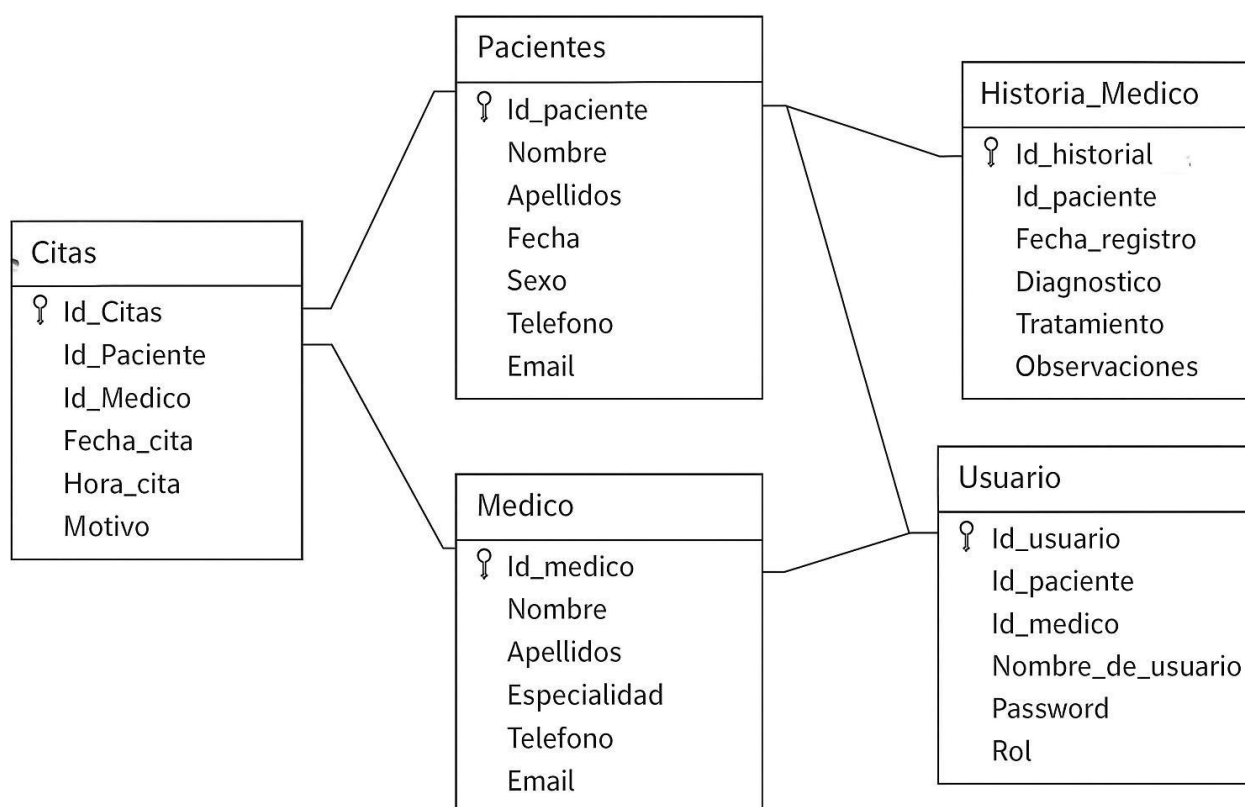 Pacientes
Id_paciente
Nombre
Apellidos
Fecha
Sexo
Telefono
Email
Historia_Medico
Id_historial
Id_paciente
Fecha_registro
Diagnostico
Tratamiento
Observaciones
Citas
Id_Citas
Id_Paciente
Id_Medico
Fecha_cita
Hora_cita
Motivo
Medico
Id_medico
Nombre
Apellidos
Especialidad
Telefono
Email
Usuario
Id_usuario
Id_paciente
Id_medico
Nombre_de_usuario
Password
Rol